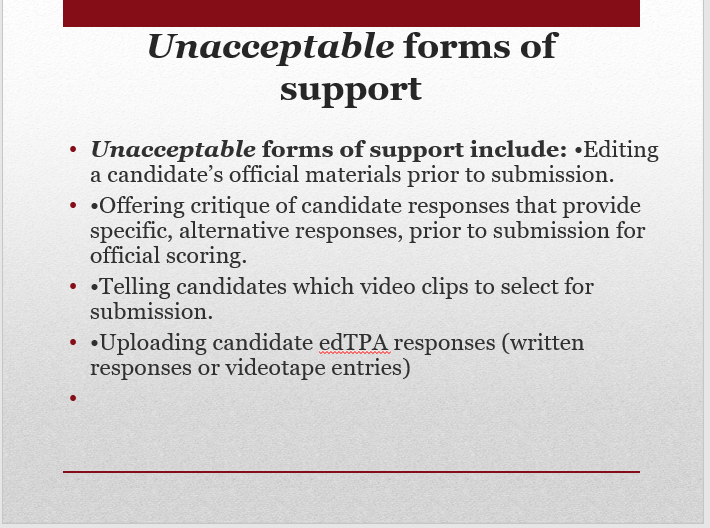 Unacceptable forms of
support
• Unacceptable forms of support include: •Editing
a candidate’s official materials prior to submission.
• •Offering critique of candidate responses that provide
specific, alternative responses, prior to submission for
official scoring.
• •Telling candidates which video clips to select for
submission.
• •Uploading candidate edTPA responses (written
responses or videotape entries)
•